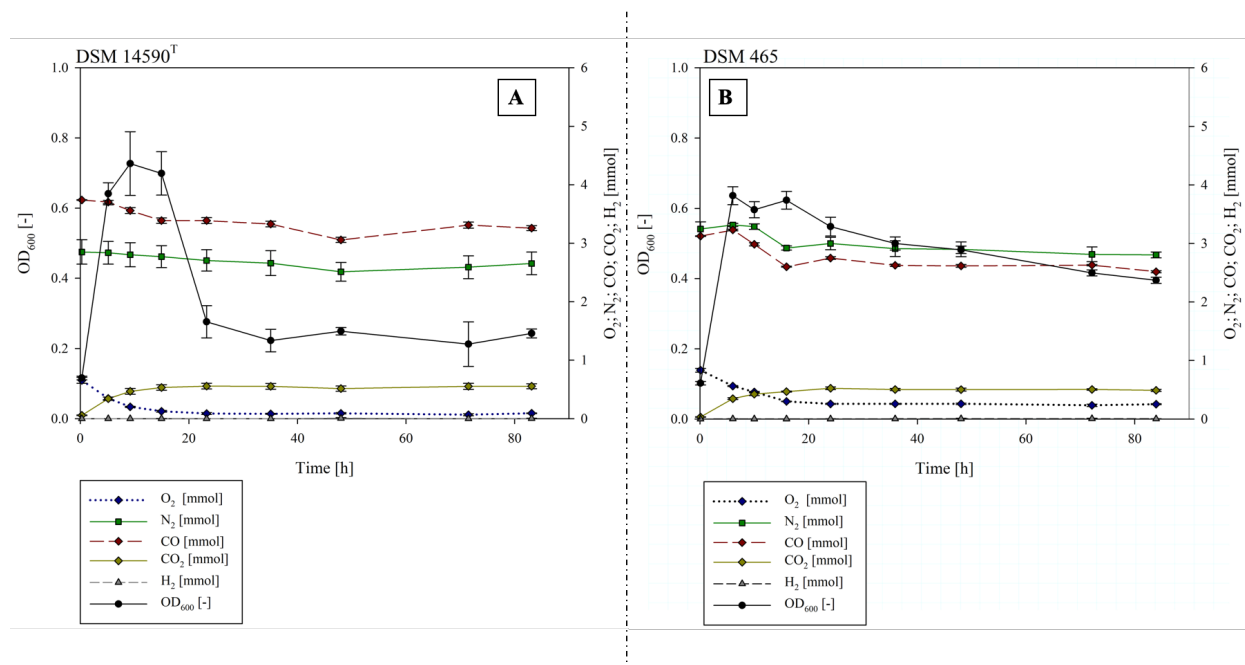 DSM 14590ᵀ
A
1.0
0.8
0.6
0.4
0.2
0.0
OD₆₀₀ [-]
6
5
4
3
2
1
0
O₂; N₂; CO; CO₂; H₂ [mmol]
0
20
40
60
80
Time [h]
O₂ [mmol]
N₂ [mmol]
CO [mmol]
CO₂ [mmol]
H₂ [mmol]
OD₆₀₀ [-]
DSM 465
B
1.0
0.8
0.6
0.4
0.2
0.0
OD₆₀₀ [-]
6
5
4
3
2
1
0
O₂; N₂; CO; CO₂; H₂ [mmol]
0
20
40
60
80
Time [h]
O₂ [mmol]
N₂ [mmol]
CO [mmol]
CO₂ [mmol]
H₂ [mmol]
OD₆₀₀ [-]